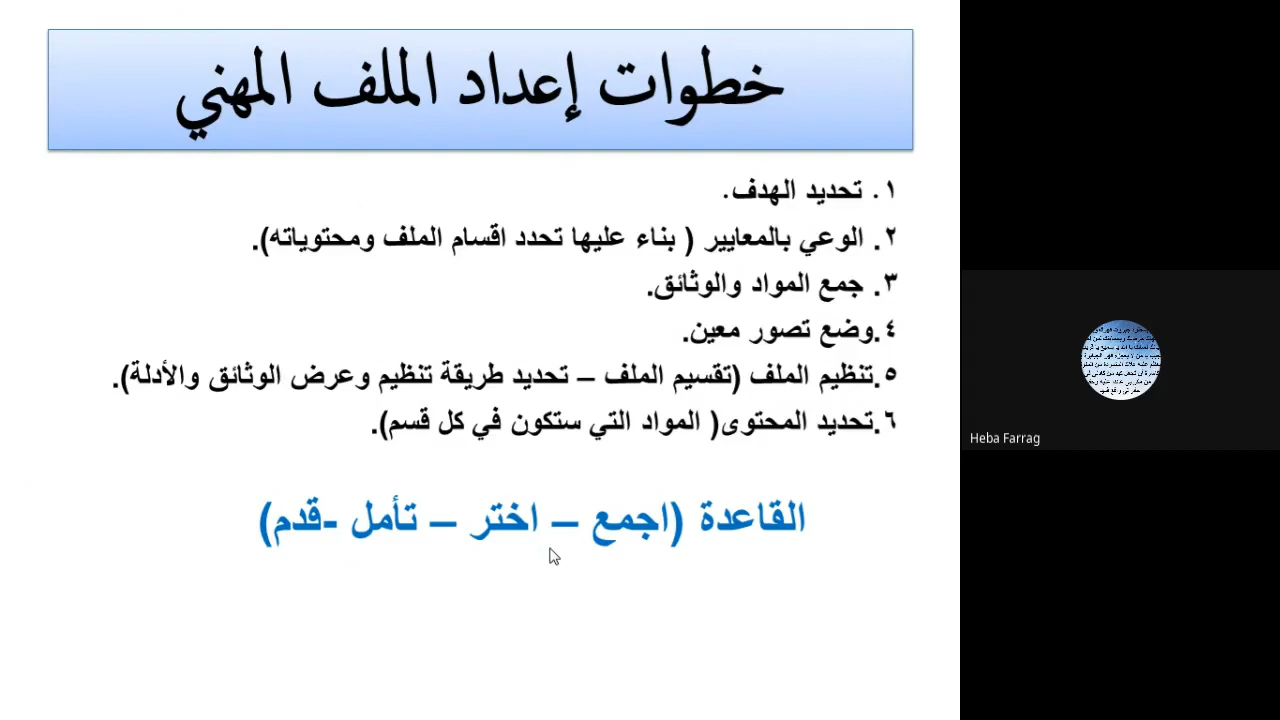 خطوات إعداد الملف المهني
١. تحديد الهدف.
٢. الوعي بالمعايير ( بناء عليها تحدد اقسام الملف ومحتوياته).
٣. جمع المواد والوثائق.
٤.وضع تصور معين.
٥.تنظيم الملف (تقسيم الملف – تحديد طريقة تنظيم وعرض الوثائق والأدلة).
٦.تحديد المحتوى( المواد التي ستكون في كل قسم).
القاعدة (اجمع – اختر – تأمل -قدم)
Heba Farrag